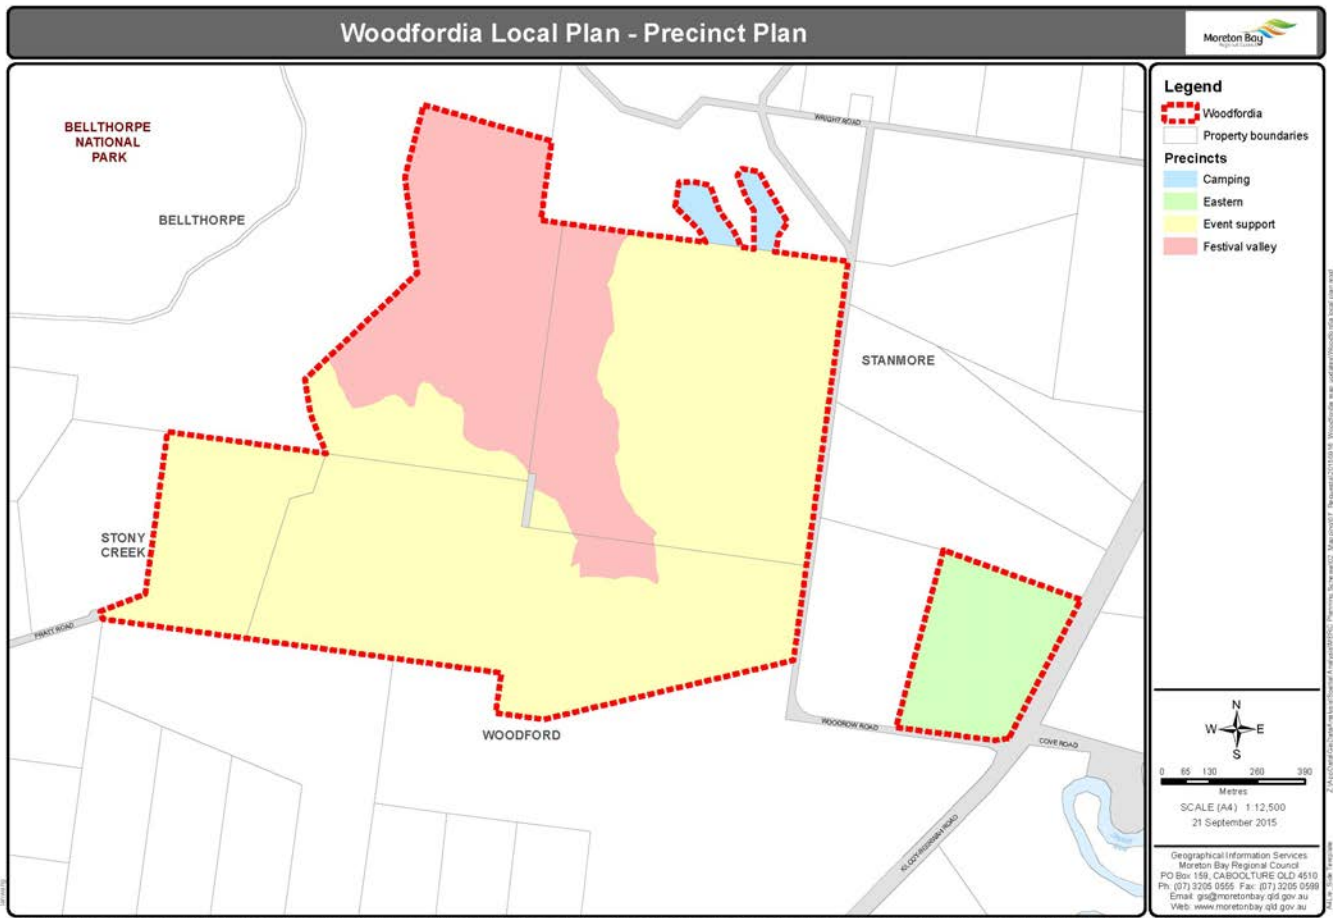 Woodfordia Local Plan - Precinct Plan
Moreton Bay
Regional Council
BELLTHORPE
NATIONAL
PARK
BELLTHORPE
WRIGHT ROAD
STANMORE
STONY
CREEK
PRATT ROAD
WOODFORD
WOODROW ROAD
COVE ROAD
KILCOY-BEERWAH ROAD
Legend
Woodfordia
Property boundaries
Precincts
Camping
Eastern
Event support
Festival valley
N
W E
S
0 65 130 260 390
Metres
SCALE (A4) 1:12,500
21 September 2015
Geographical Information Services
Moreton Bay Regional Council
PO Box 159, CABOOLTURE QLD 4510
Ph: (07) 3205 0555 Fax: (07) 3205 0599
Email: gis@moretonbay.qld.gov.au
Web: www.moretonbay.qld.gov.au